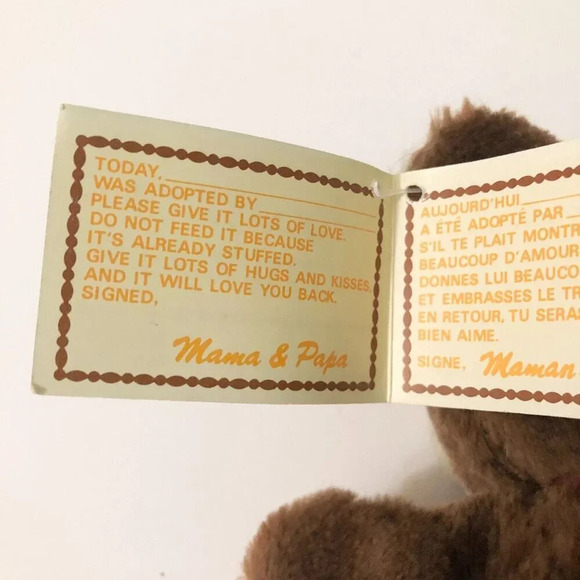 TODAY,
WAS ADOPTED BY
PLEASE GIVE IT LOTS OF LOVE.
DO NOT FEED IT BECAUSE
IT'S ALREADY STUFFED.
GIVE IT LOTS OF HUGS AND KISSES,
AND IT WILL LOVE YOU BACK.
SIGNED,
Mama & Papa
AUJOURD'HUI
A ÉTÉ ADOPTÉ PAR
S'IL TE PLAIT MONTR
BEAUCOUP D'AMOUR
DONNES LUI BEAUCO
ET EMBRASSES LE TR
EN RETOUR, TU SERAS
BIEN AIME.
SIGNE, Maman